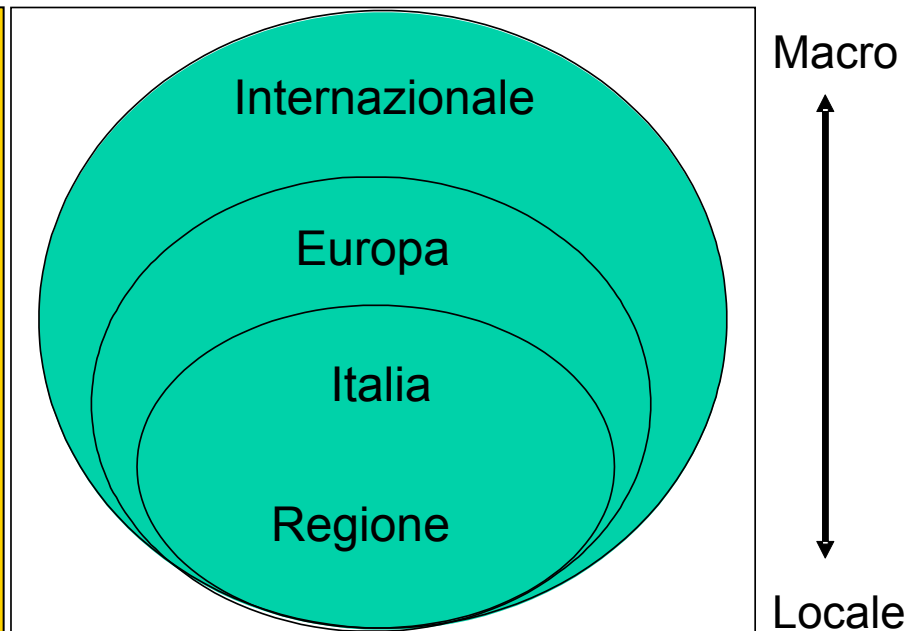 Macro
Internazionale
Europa
Italia
Regione
Locale